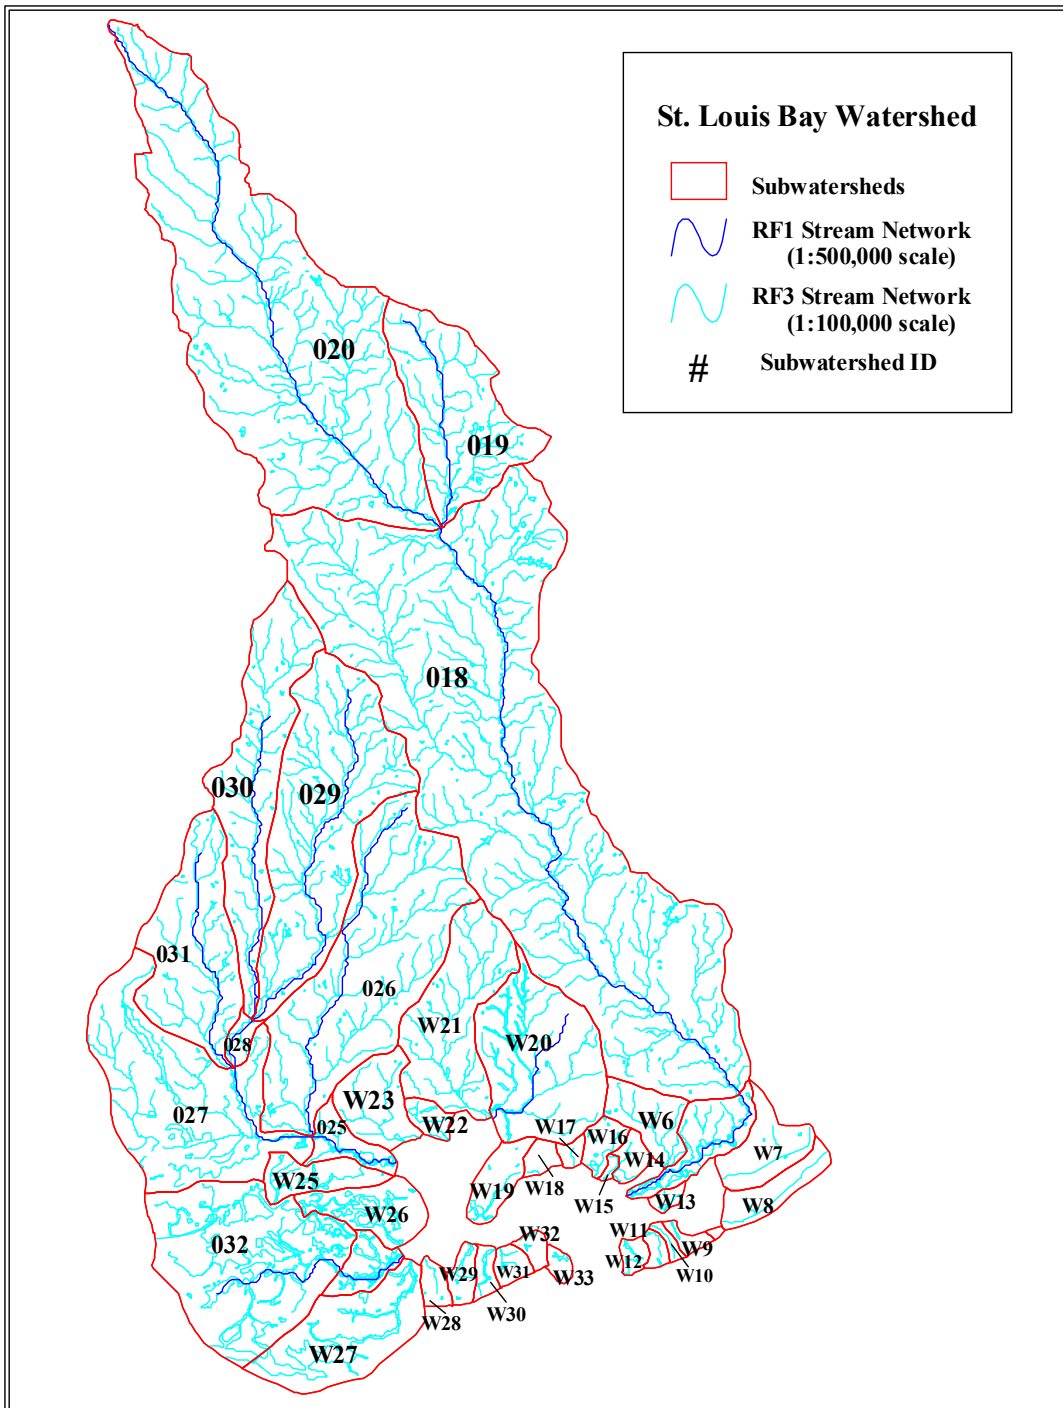 St. Louis Bay Watershed
Subwatersheds
RF1 Stream Network
(1:500,000 scale)
RF3 Stream Network
(1:100,000 scale)
# Subwatershed ID
020
019
018
030
029
031
026
028
W21
W20
027
W23
025
W22
W17
W16
W6
W14
W7
W25
W18
W15
W19
W13
W8
W26
032
W32
W11
W9
W29
W31
W33
W12
W10
W30
W28
W27